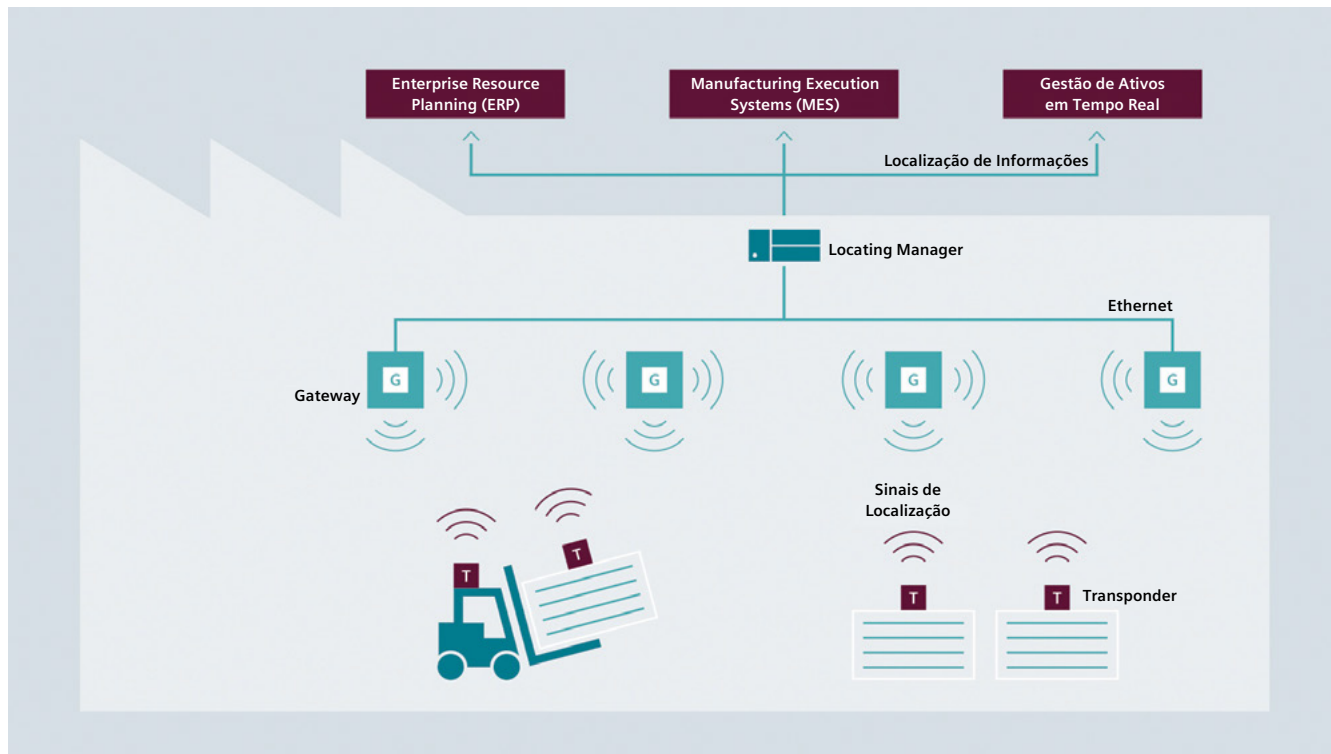 Enterprise Resource
Planning (ERP)
Manufacturing Execution
Systems (MES)
Gestão de Ativos
em Tempo Real
Localização de Informações
Locating Manager
Ethernet
G
G
G
G
Gateway
Sinais de
Localização
T
T
T
T
Transponder